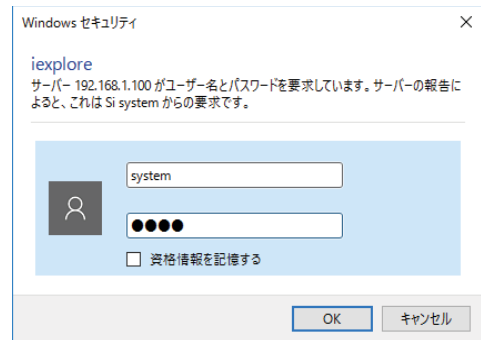 Windows セキュリティ
iexplore
サーバー 192.168.1.100 がユーザー名とパスワードを要求しています。サーバーの報告に
よると、これは Si system からの要求です。
system
●●●●
資格情報を記憶する
OK
キャンセル